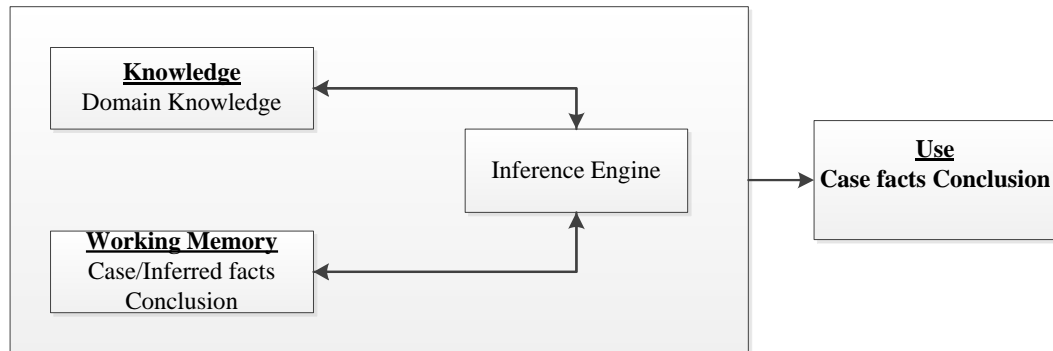 Knowledge
Domain Knowledge
Inference Engine
Use
Case facts Conclusion
Working Memory
Case/Inferred facts
Conclusion